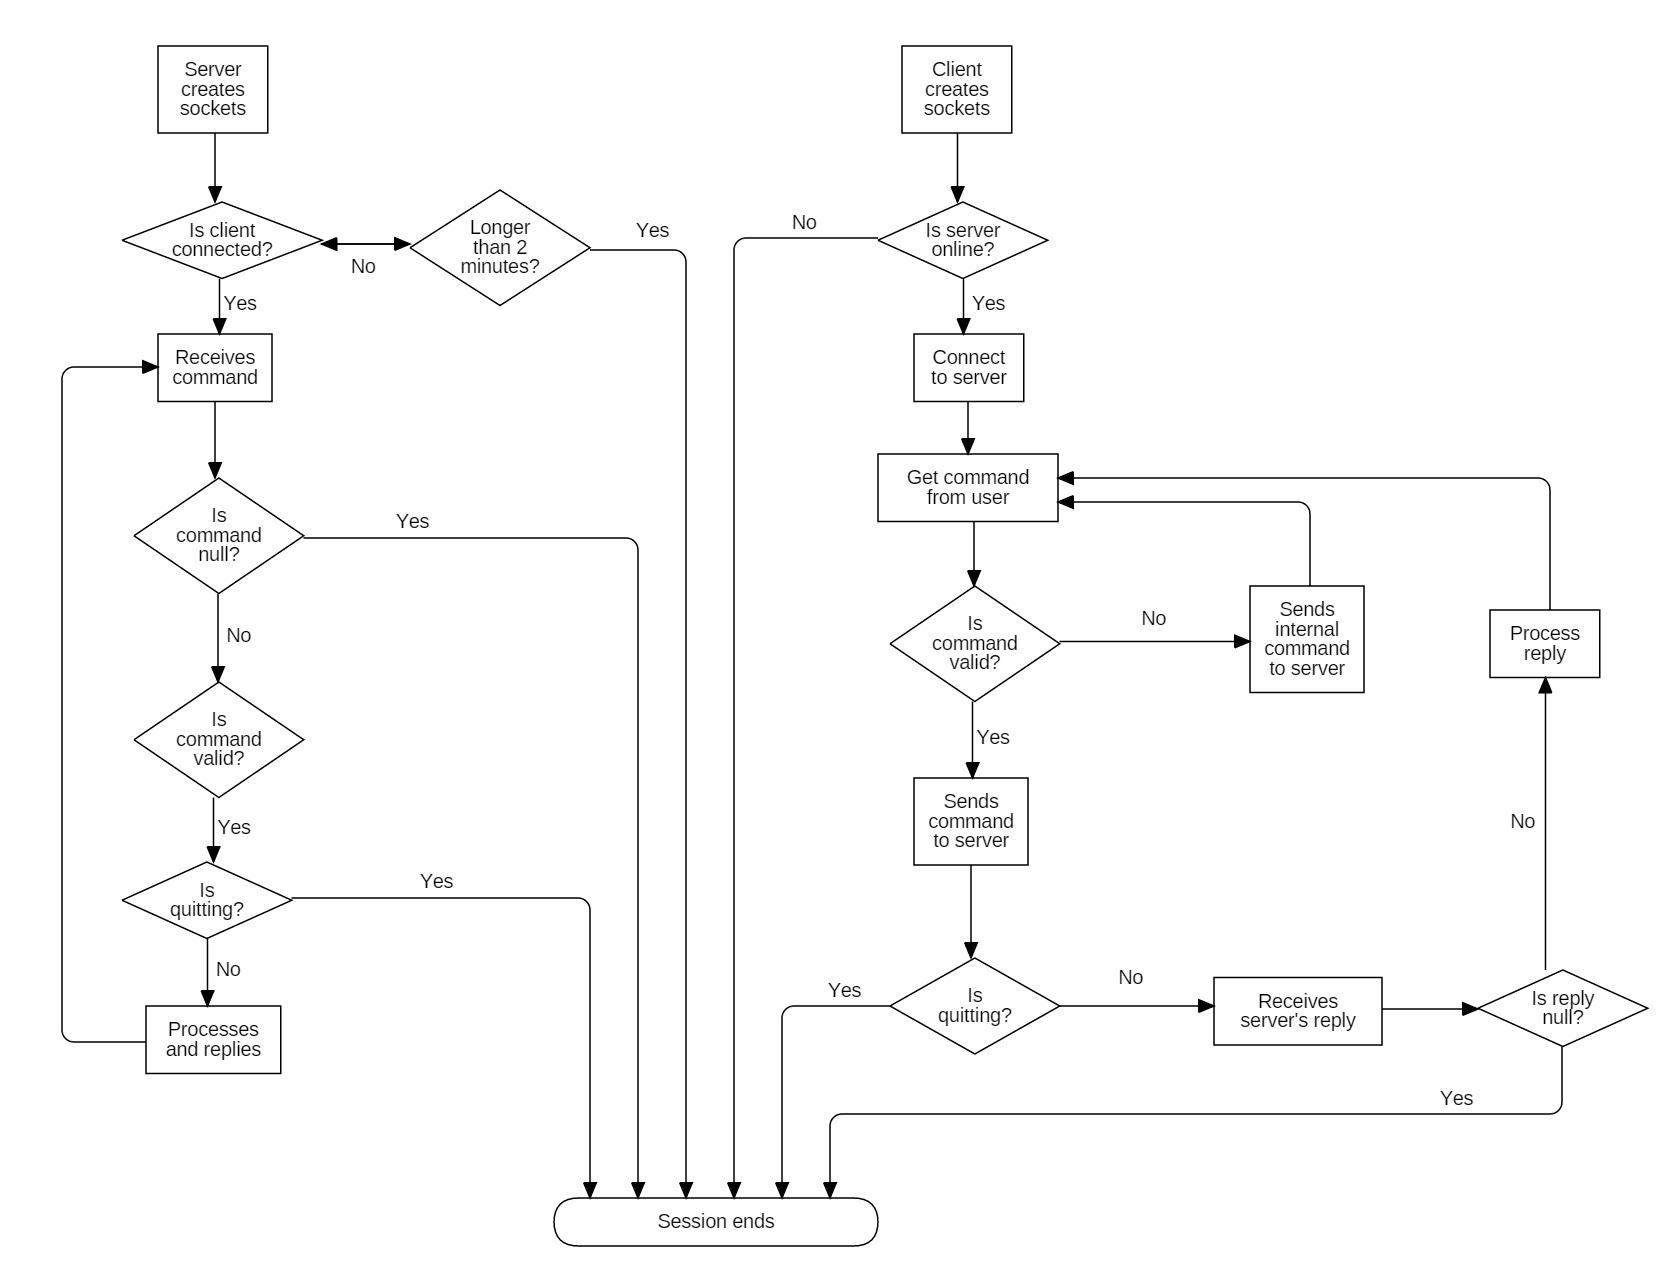 Server
creates
sockets
Client
creates
sockets
Is client
connected?
No
Longer
than 2
minutes?
Yes
No
Is server
online?
Yes
Yes
Receives
command
Connect
to server
Get command
from user
Is
command
null?
Yes
No
Is
command
valid?
No
Sends
internal
command
to server
Process
reply
Is
command
valid?
Yes
Yes
Sends
command
to server
No
Is
quitting?
Yes
No
Processes
and replies
Is
quitting?
Yes
No
Receives
server's reply
Is reply
null?
Yes
Session ends